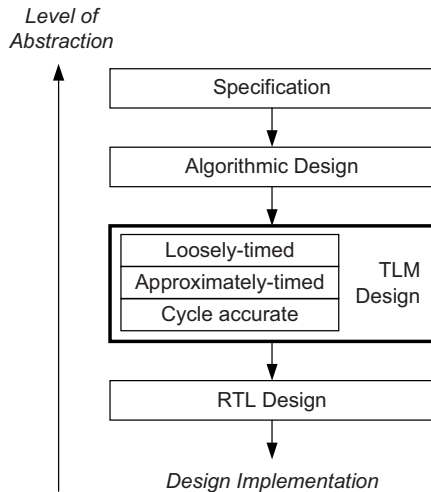 Level of
Abstraction
Specification
Algorithmic Design
Loosely-timed
Approximately-timed
Cycle accurate
TLM
Design
RTL Design
Design Implementation